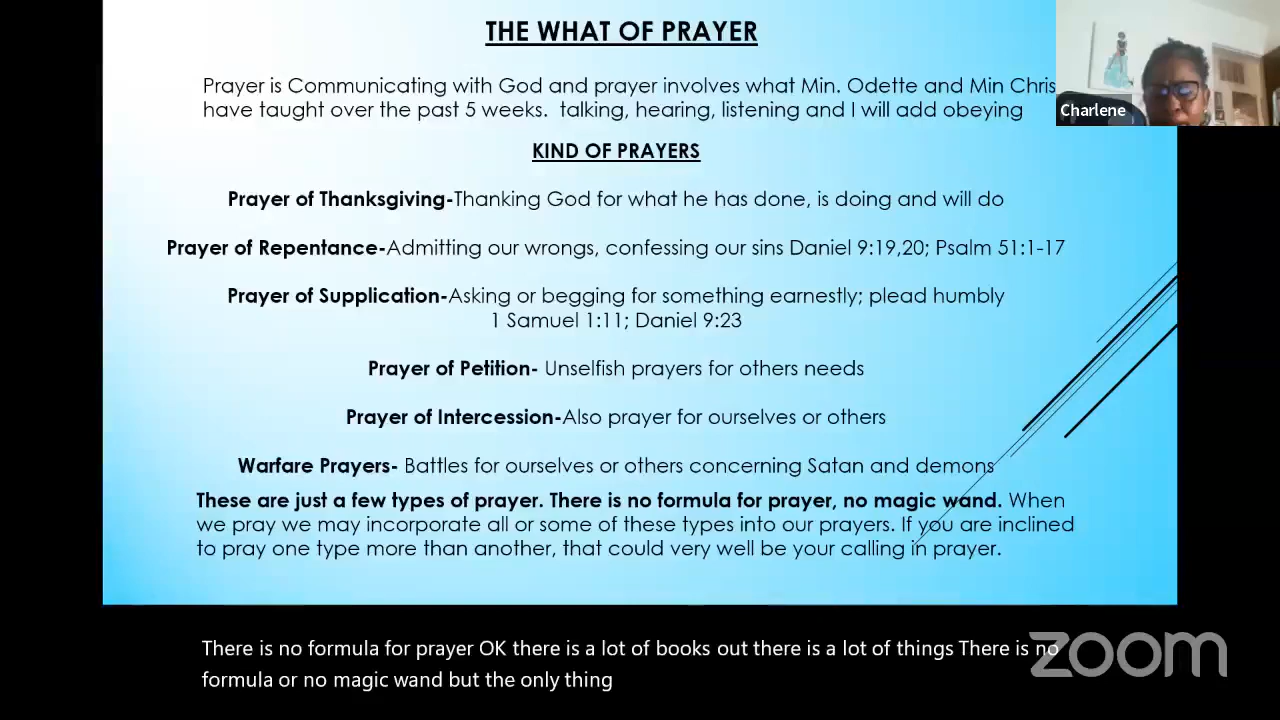 THE WHAT OF PRAYER
Prayer is Communicating with God and prayer involves what Min. Odette and Min Chris
have taught over the past 5 weeks.  talking, hearing, listening and I will add obeying
Charlene
KIND OF PRAYERS
Prayer of Thanksgiving-Thanking God for what he has done, is doing and will do
Prayer of Repentance-Admitting our wrongs, confessing our sins Daniel 9:19,20; Psalm 51:1-17
Prayer of Supplication-Asking or begging for something earnestly; plead humbly
1 Samuel 1:11; Daniel 9:23
Prayer of Petition- Unselfish prayers for others needs
Prayer of Intercession-Also prayer for ourselves or others
Warfare Prayers- Battles for ourselves or others concerning Satan and demons
These are just a few types of prayer. There is no formula for prayer, no magic wand. When
we pray we may incorporate all or some of these types into our prayers. If you are inclined
to pray one type more than another, that could very well be your calling in prayer.
There is no formula for prayer OK there is a lot of books out there is a lot of things There is no
formula or no magic wand but the only thing
zoom